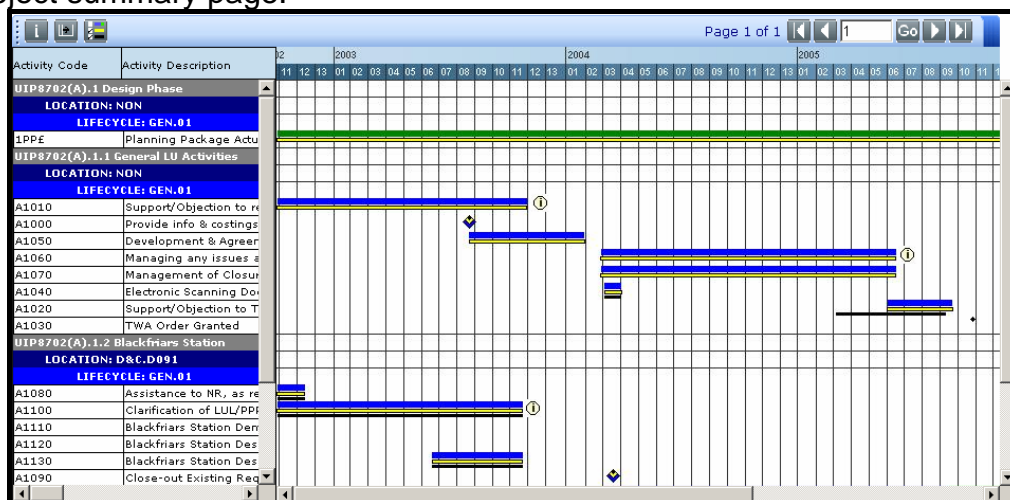 ject summary page.
Page 1 of 1 1 Go
Activity Code Activity Description
02 2003 2004 2005
11 12 13 01 02 03 04 05 06 07 08 09 10 11 12 13 01 02 03 04 05 06 07 08 09 10 11 12 13 01 02 03 04 05 06 07 08 09 10 11 1
UIP8702(A).1 Design Phase
LOCATION: NON
LIFECYCLE: GEN.01
1PP£ Planning Package Actu
UIP8702(A).1.1 General LU Activities
LOCATION: NON
LIFECYCLE: GEN.01
A1010 Support/Objection to re
A1000 Provide info & costings
A1050 Development & Agreer
A1060 Managing any issues a
A1070 Management of Closur
A1040 Electronic Scanning Do
A1020 Support/Objection to T
A1030 TWA Order Granted
UIP8702(A).1.2 Blackfriars Station
LOCATION: D&C.D091
LIFECYCLE: GEN.01
A1080 Assistance to NR, as re
A1100 Clarification of LUL/PPF
A1110 Blackfriars Station Dem
A1120 Blackfriars Station Des
A1130 Blackfriars Station Des
A1090 Close-out Existing Req